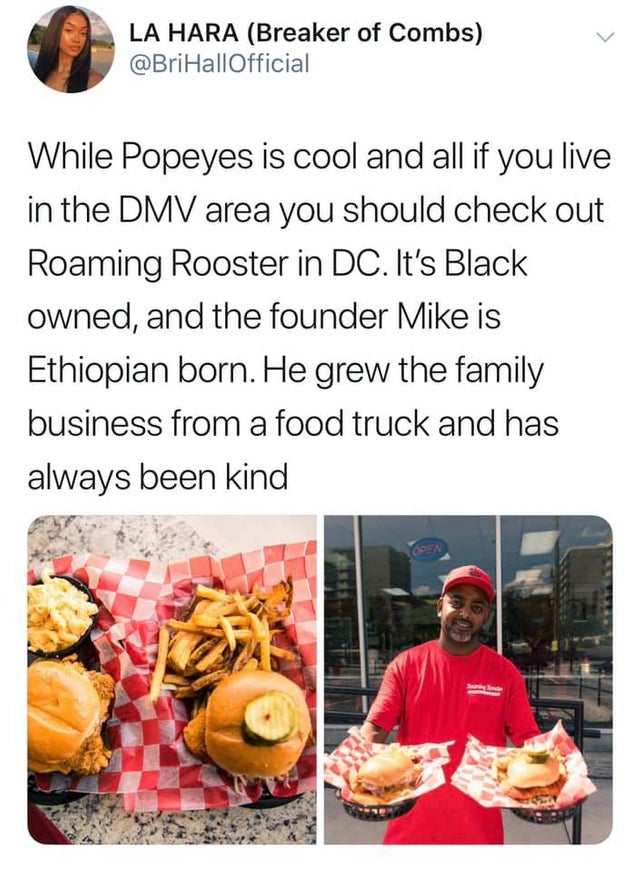 LA HARA (Breaker of Combs)
@BriHallOfficial
While Popeyes is cool and all if you live
in the DMV area you should check out
Roaming Rooster in DC. It's Black
owned, and the founder Mike is
Ethiopian born. He grew the family
business from a food truck and has
always been kind
OPEN
Roaming Rooster